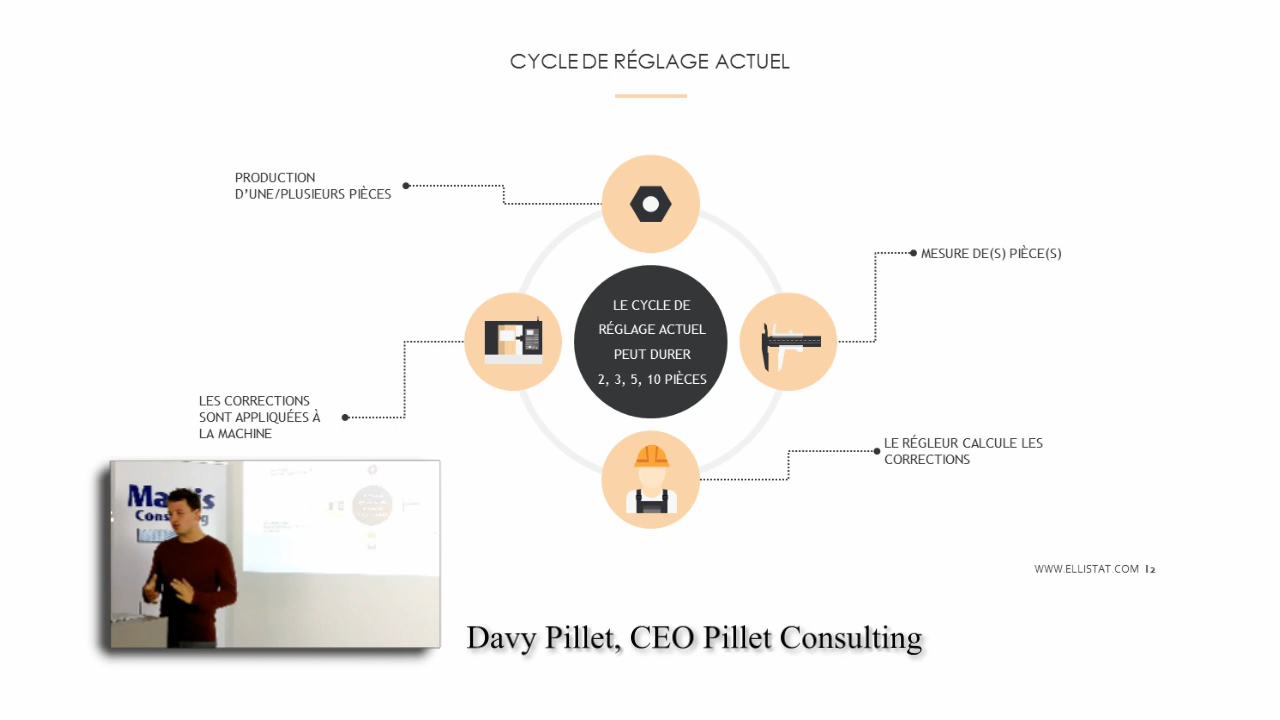 CYCLE DE RÉGLAGE ACTUEL
PRODUCTION
D'UNE/PLUSIEURS PIÈCES
MESURE DE(S) PIÈCE(S)
LE CYCLE DE
RÉGLAGE ACTUEL
PEUT DURER
2, 3, 5, 10 PIÈCES
LES CORRECTIONS
SONT APPLIQUÉES À
LA MACHINE
LE RÉGLEUR CALCULE LES
CORRECTIONS
WWW.ELLISTAT.COM 12
Davy Pillet, CEO Pillet Consulting